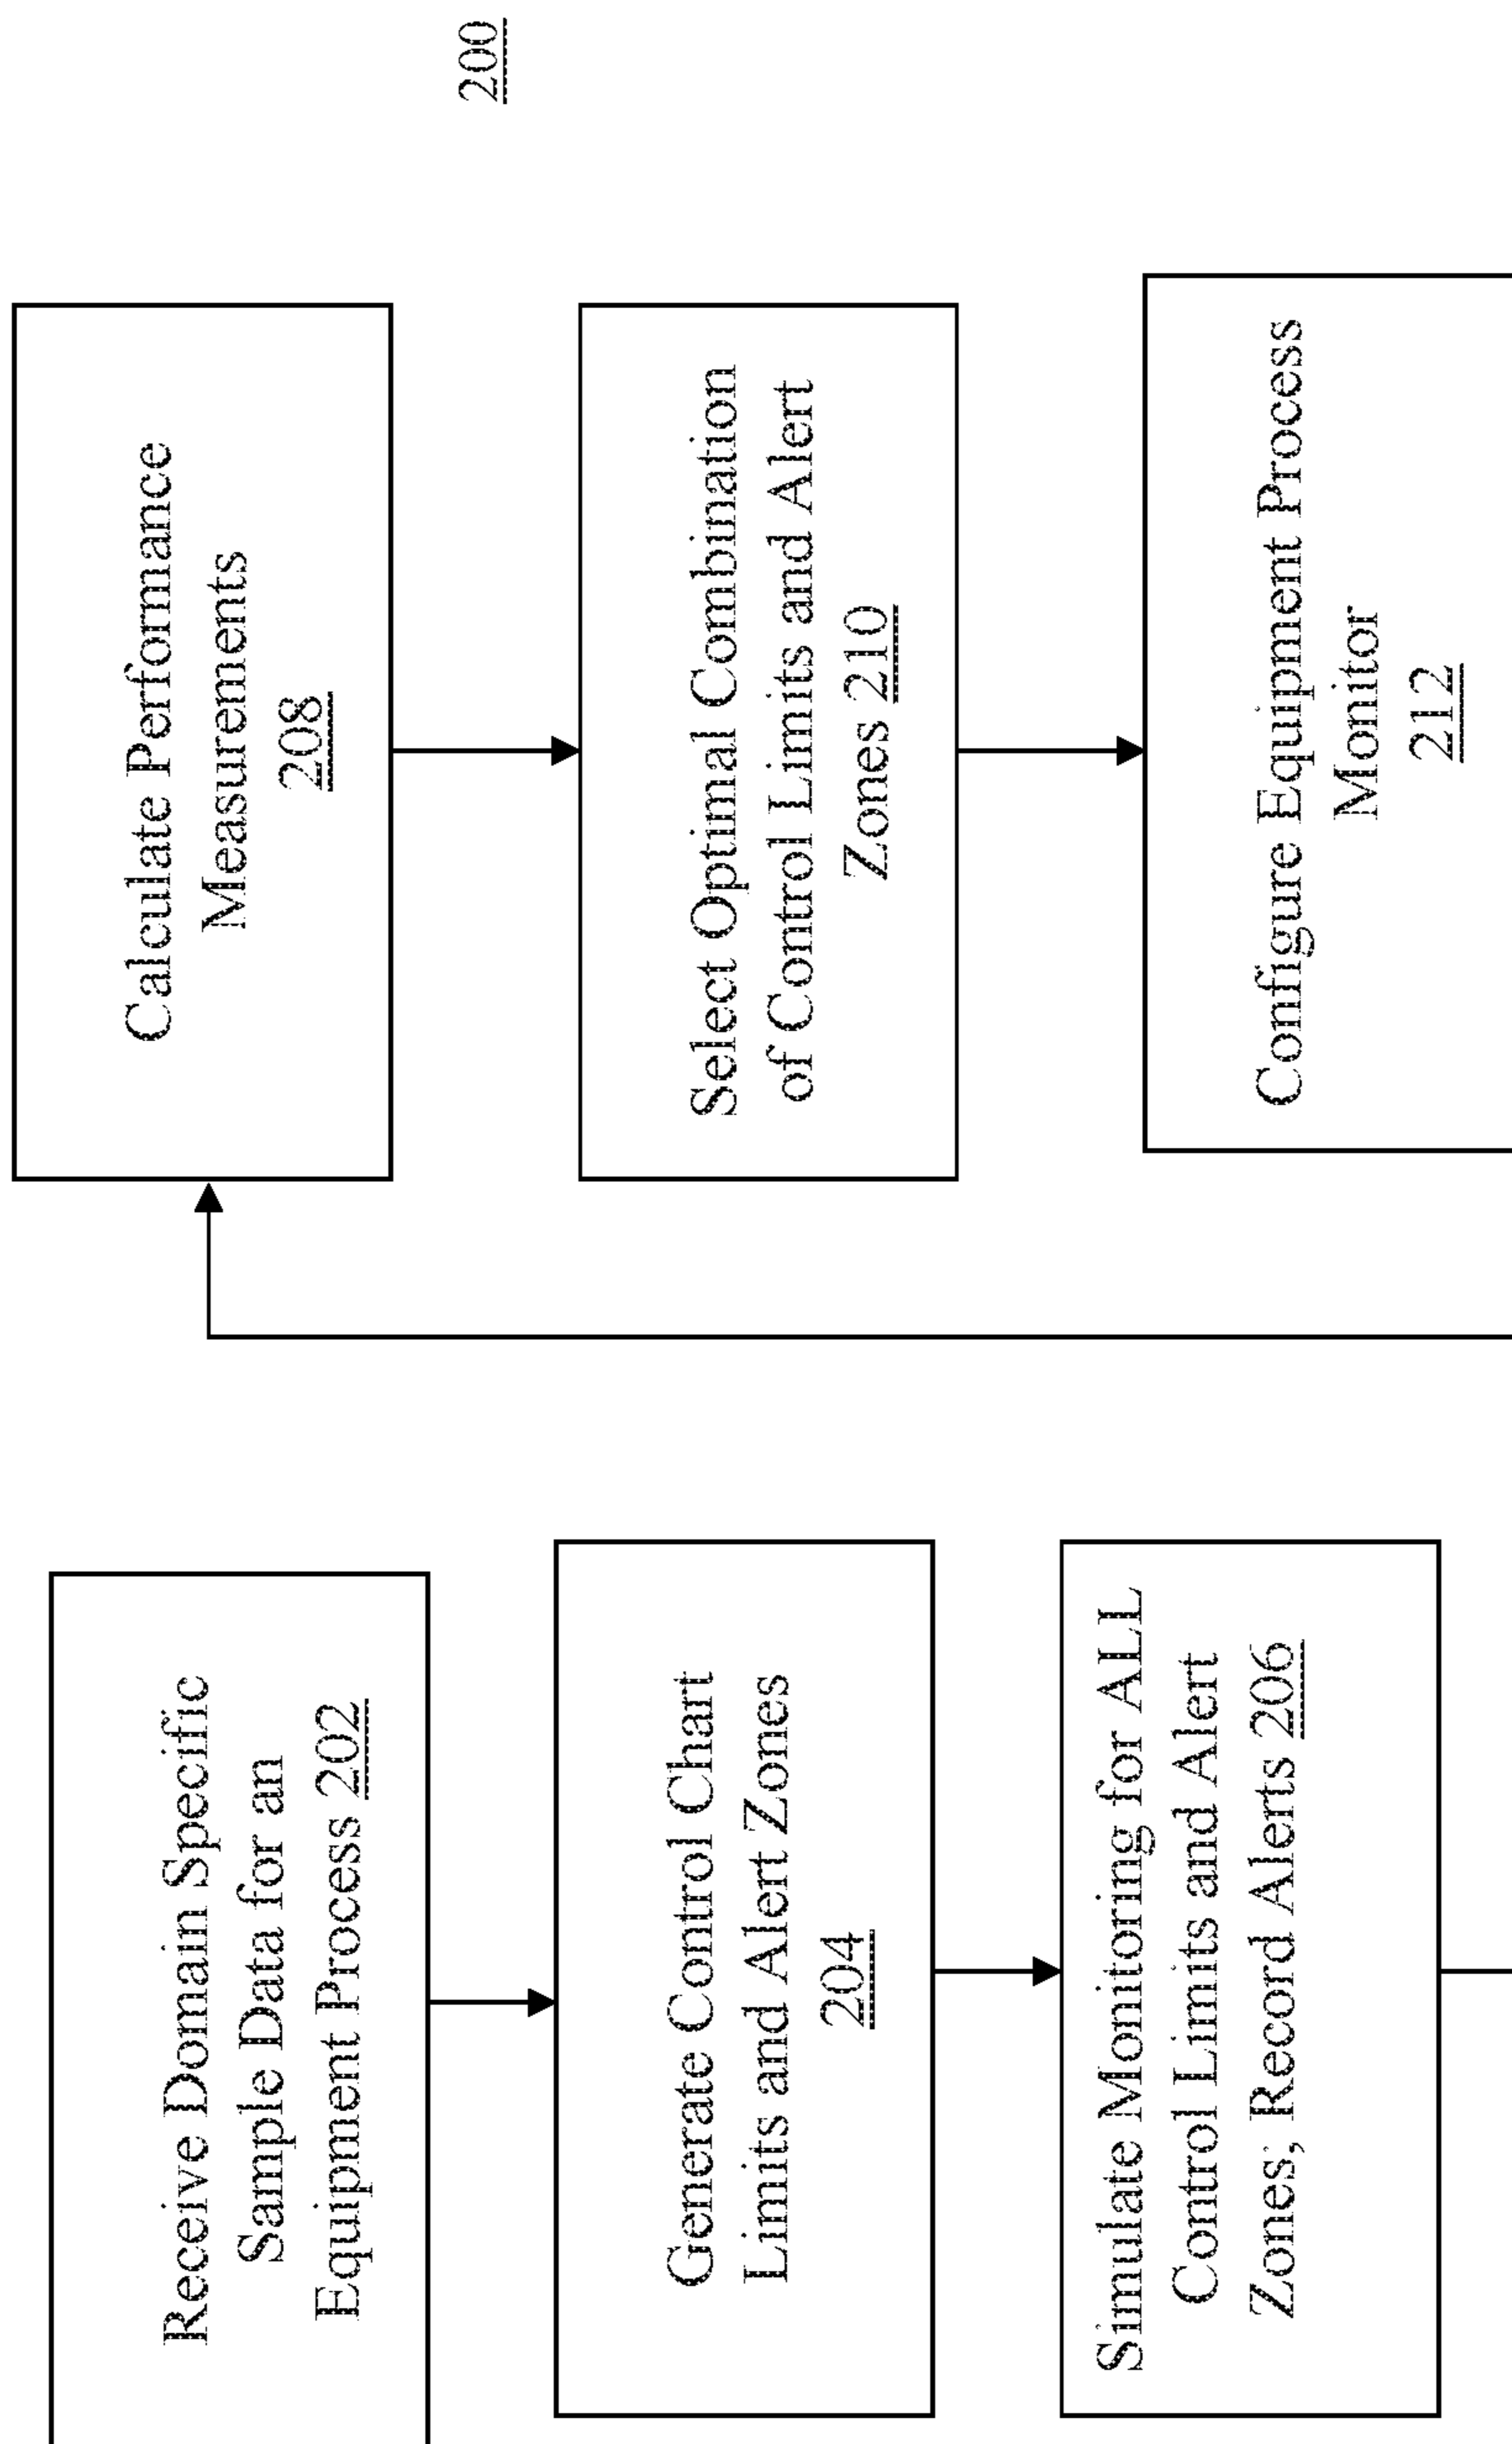 200
Receive Domain Specific
Sample Data for an
Equipment Process 202
Generate Control Chart
Limits and Alert Zones
204
Simulate Monitoring for ALL
Control Limits and Alert
Zones; Record Alerts 206
Calculate Performance
Measurements
208
Select Optimal Combination
of Control Limits and Alert
Zones 210
Configure Equipment Process
Monitor
212